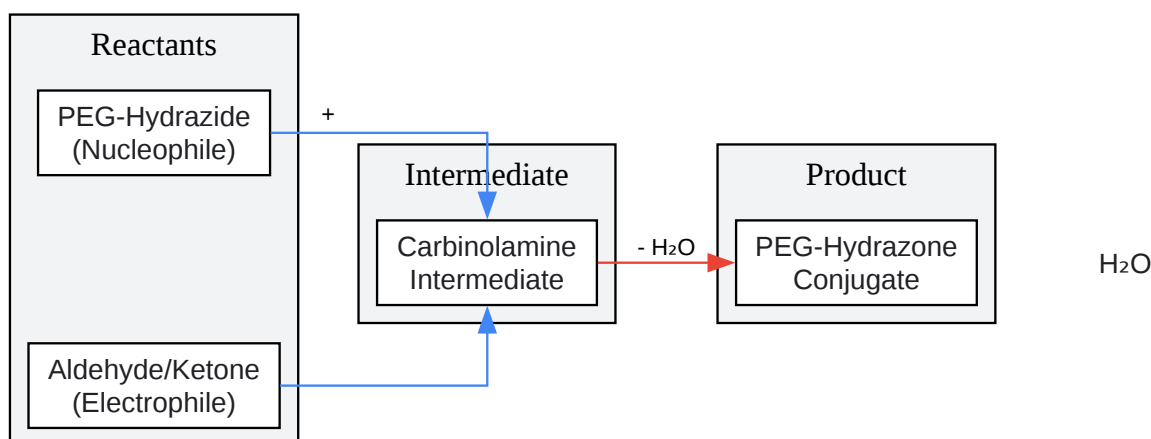 Reactants
PEG-Hydrazide
(Nucleophile)
+
Intermediate
Carbinolamine
Intermediate
- H₂O
Product
PEG-Hydrazone
Conjugate
H₂O
Aldehyde/Ketone
(Electrophile)